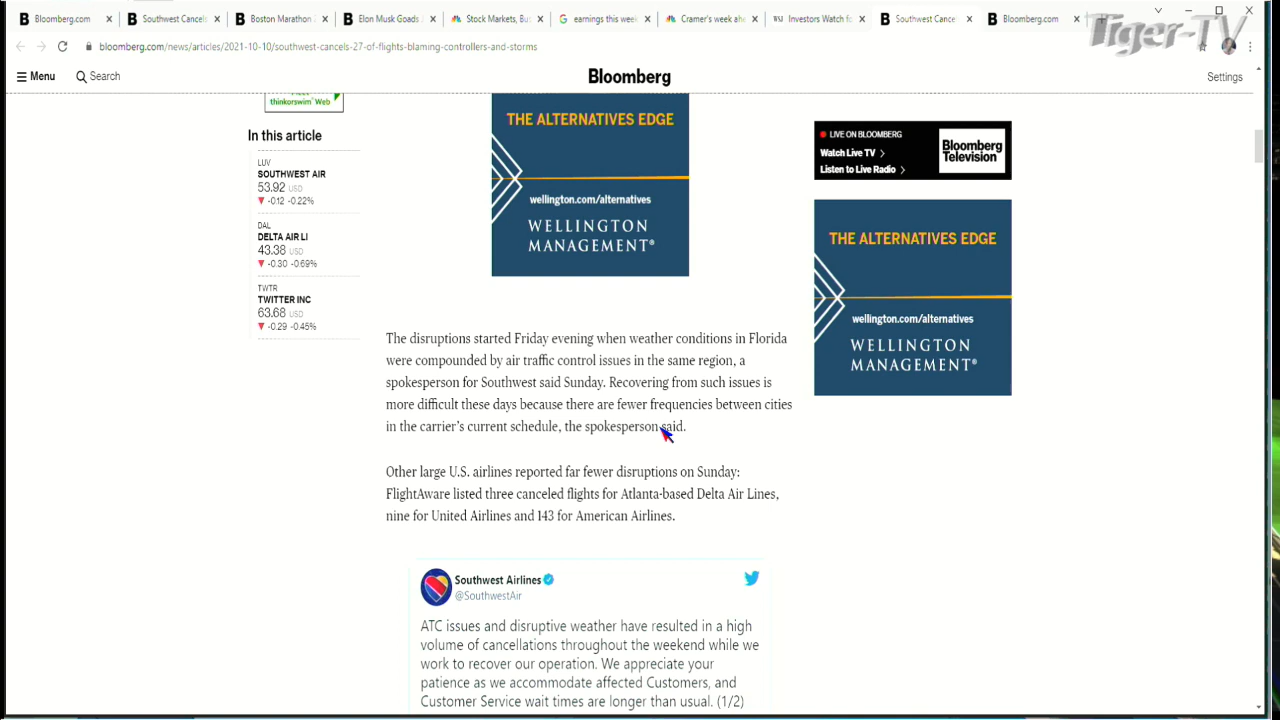 Bloomberg.com
Southwest Cancels
Boston Marathon 2
Elon Musk Goads
Stock Markets, Bus
earnings this week
Cramer's week ahe
Investors Watch fo
Southwest Cance
Bloomberg.com
Tiger-TV
bloomberg.com/news/articles/2021-10-10/southwest-cancels-27-of-flights-blaming-controllers-and-storms
Menu
Search
Bloomberg
Settings
thinkorswim® Web
In this article
LUV
SOUTHWEST AIR
53.92 USD
▼ -0.12 -0.22%
DAL
DELTA AIR LI
43.38 USD
▼ -0.30 -0.69%
TWTR
TWITTER INC
63.68 USD
▼ -0.29 -0.45%
THE ALTERNATIVES EDGE
wellington.com/alternatives
WELLINGTON
MANAGEMENT®
LIVE ON BLOOMBERG
Watch Live TV >
Listen to Live Radio >
Bloomberg
Television
THE ALTERNATIVES EDGE
wellington.com/alternatives
WELLINGTON
MANAGEMENT®
The disruptions started Friday evening when weather conditions in Florida
were compounded by air traffic control issues in the same region, a
spokesperson for Southwest said Sunday. Recovering from such issues is
more difficult these days because there are fewer frequencies between cities
in the carrier's current schedule, the spokesperson said.
Other large U.S. airlines reported far fewer disruptions on Sunday:
FlightAware listed three canceled flights for Atlanta-based Delta Air Lines,
nine for United Airlines and 143 for American Airlines.
Southwest Airlines
@SouthwestAir
ATC issues and disruptive weather have resulted in a high
volume of cancellations throughout the weekend while we
work to recover our operation. We appreciate your
patience as we accommodate affected Customers, and
Customer Service wait times are longer than usual. (1/2)